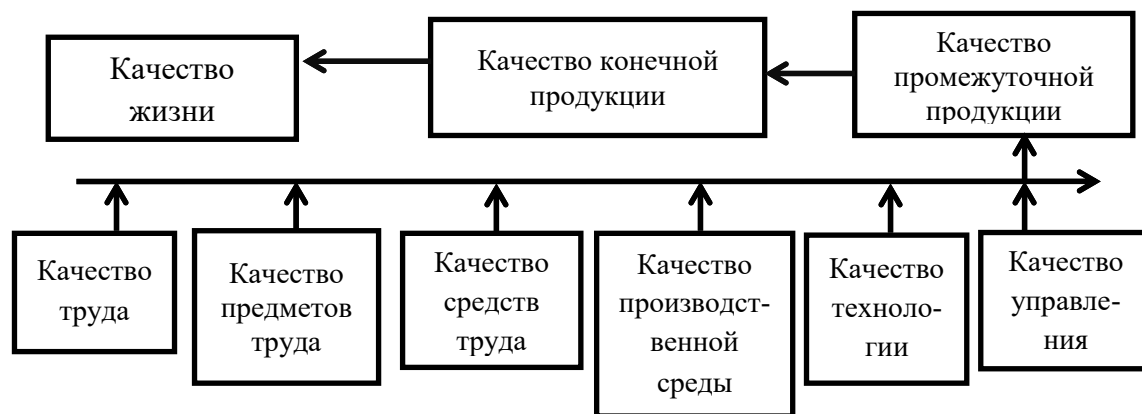 Качество
жизни
Качество конечной
продукции
Качество
промежуточной
продукции
Качество
труда
Качество
предметов
труда
Качество
средств
труда
Качество
производст-
венной
среды
Качество
техноло-
гии
Качество
управле-
ния